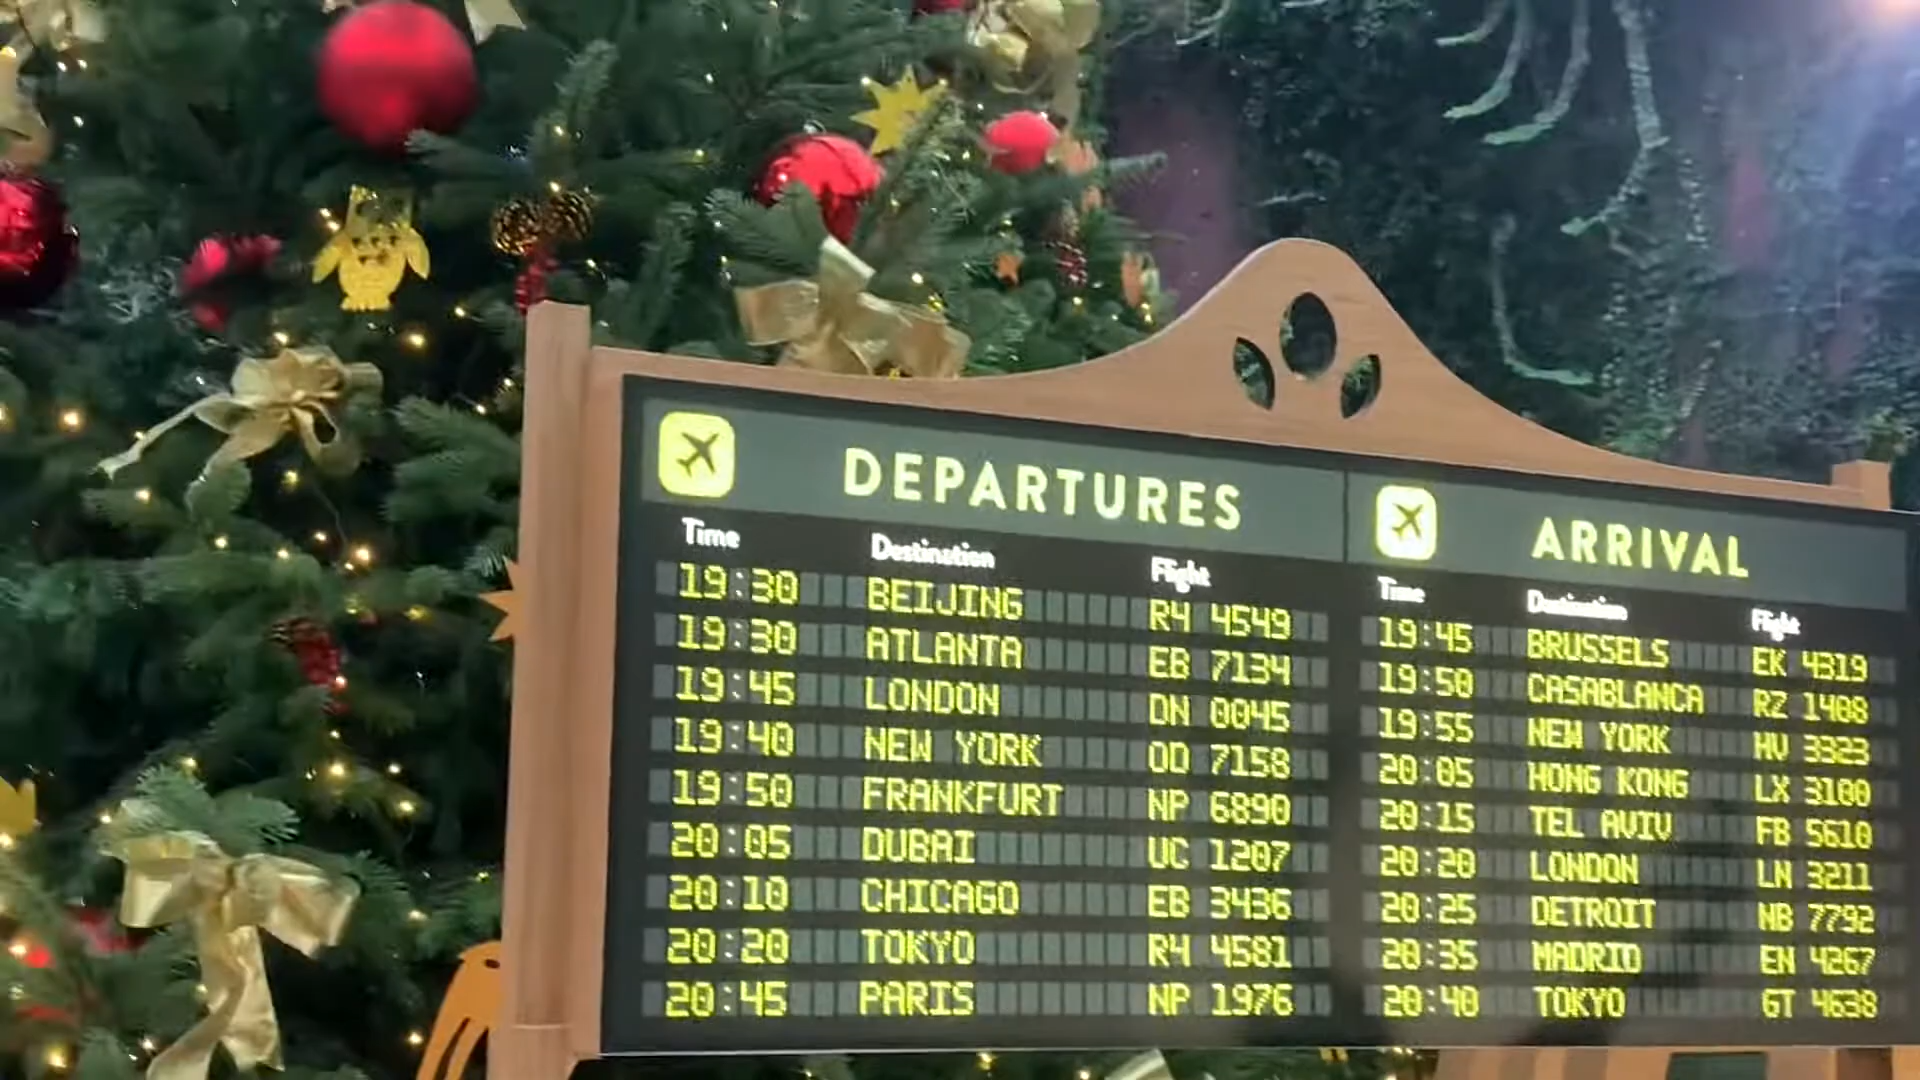 DEPARTURES
Time Destination Flight
19:30 BEIJING R4 4549
19:30 ATLANTA EB 7134
19:45 LONDON DN 0045
19:40 NEW YORK OD 7158
19:50 FRANKFURT NP 6890
20:05 DUBAI UC 1207
20:10 CHICAGO EB 3436
20:20 TOKYO R4 4581
20:45 PARIS NP 1976
ARRIVAL
Time Destination Flight
19:45 BRUSSELS EK 4319
19:50 CASABLANCA RZ 1408
19:55 NEW YORK HV 3323
20:05 HONG KONG LX 3100
20:15 TEL AVIV FB 5610
20:20 LONDON LN 3211
20:25 DETROIT NB 7792
20:35 MADRID EN 4267
20:40 TOKYO GT 4638